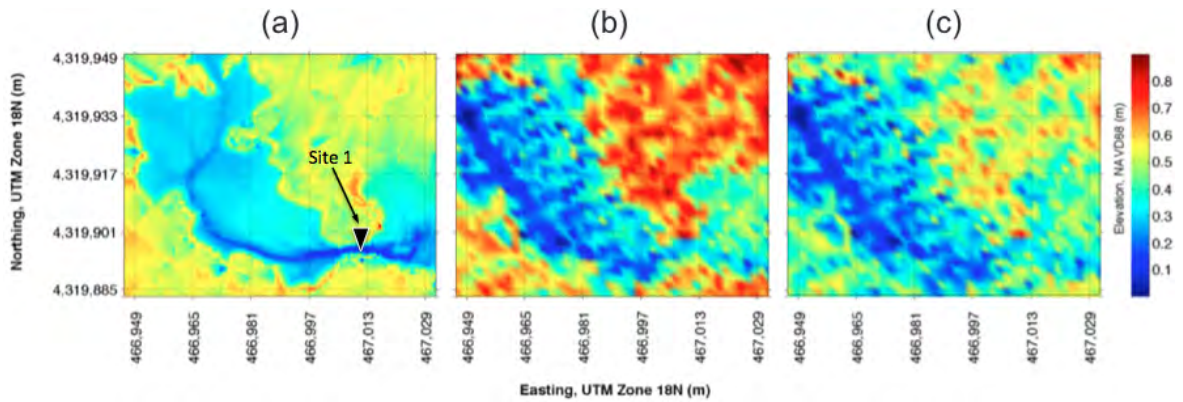 (a) (b) (c)
4,319,949
4,319,933
4,319,917
4,319,901
4,319,885
Northing, UTM Zone 18N (m)
Site 1
466,949 466,965 466,981 466,997 467,013 467,029
466,949 466,965 466,981 466,997 467,013 467,029
466,949 466,965 466,981 466,997 467,013 467,029
Easting, UTM Zone 18N (m)
0.8
0.7
0.6
0.5
0.4
0.3
0.2
0.1
Elevation, NAVD88 (m)